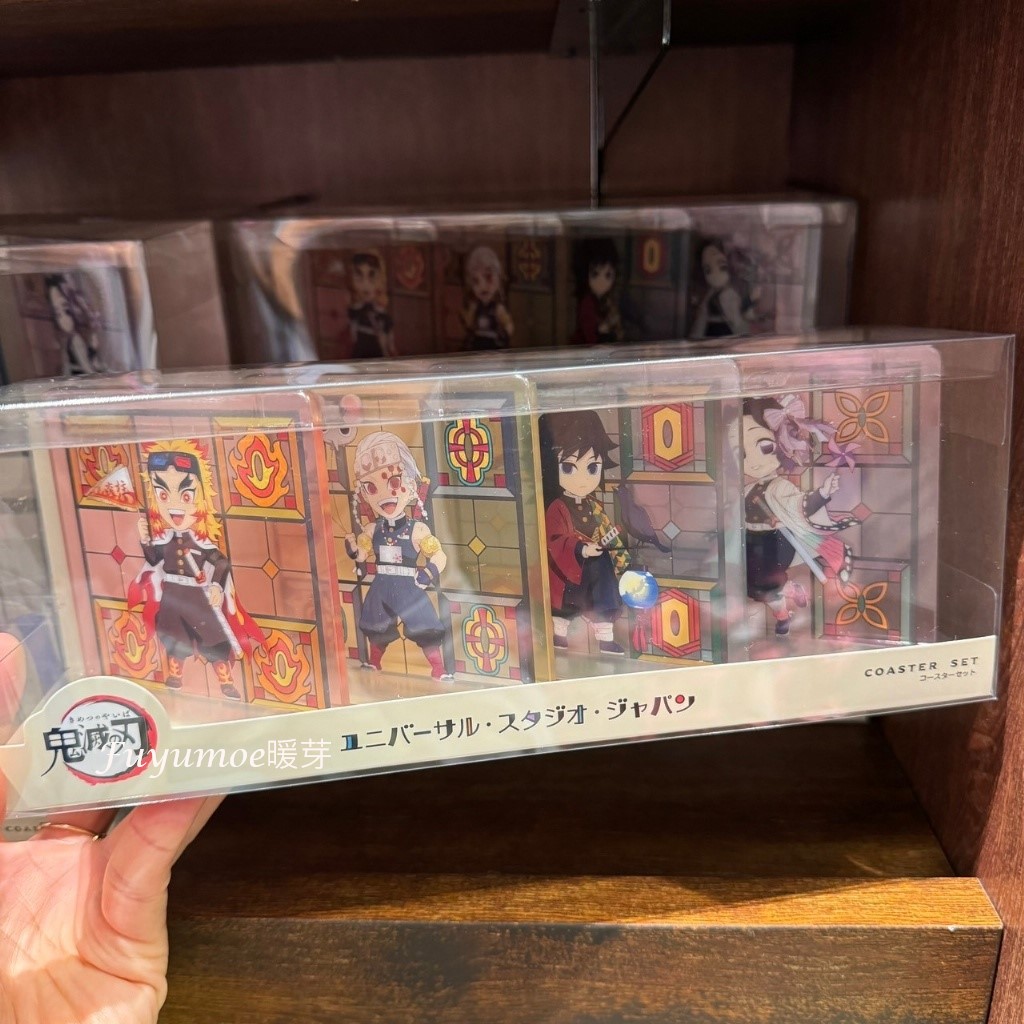 COASTER SET
コースターセット
ユニバーサル・スタジオ・ジャパン
きめつのやいば
鬼滅の刃
fuyumoe暖芽